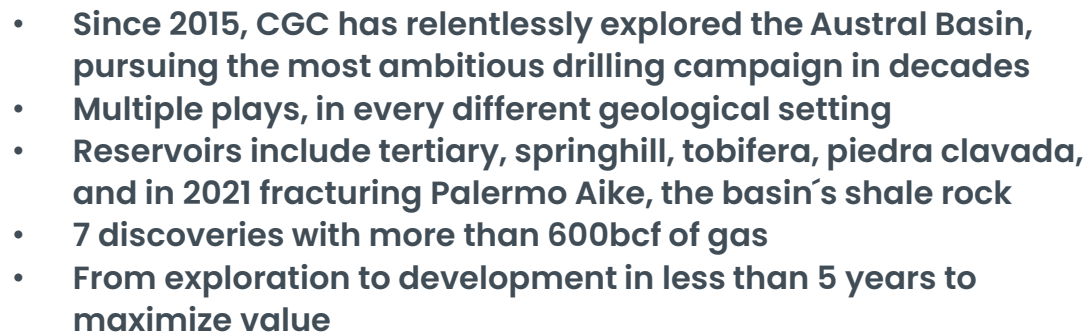 • Since 2015, CGC has relentlessly explored the Austral Basin,
pursuing the most ambitious drilling campaign in decades
• Multiple plays, in every different geological setting
• Reservoirs include tertiary, springhill, tobifera, piedra clavada,
and in 2021 fracturing Palermo Aike, the basin´s shale rock
• 7 discoveries with more than 600bcf of gas
• From exploration to development in less than 5 years to
maximize value